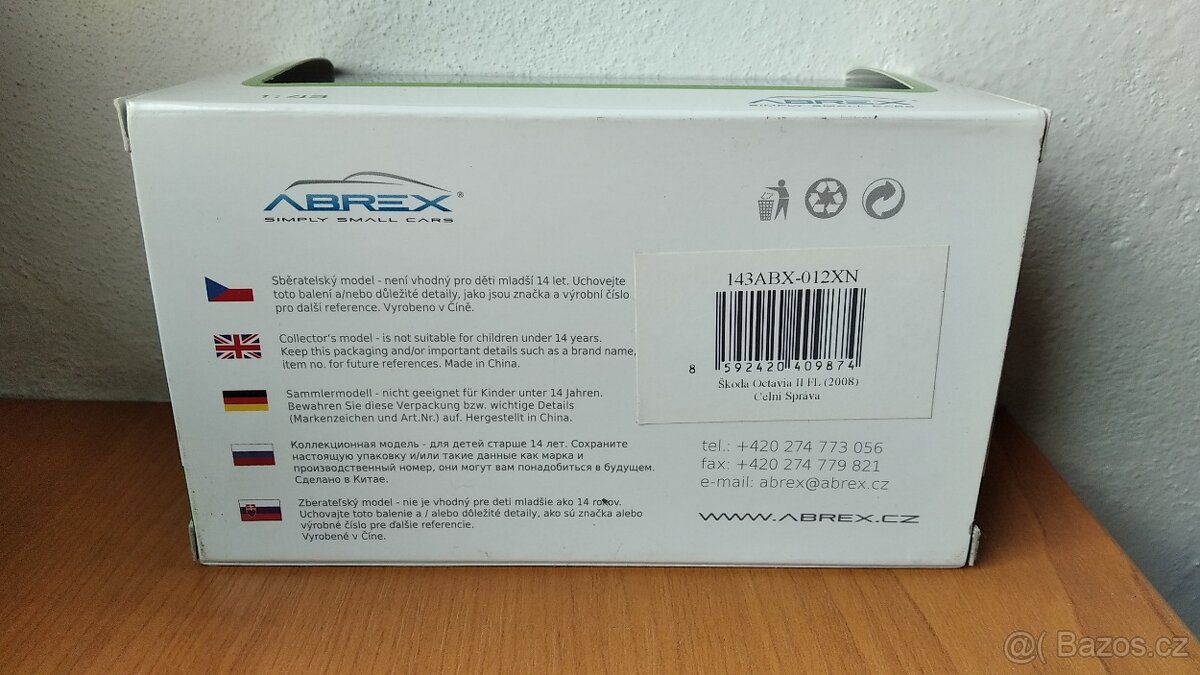 1:43
ABREX
SIMPLY SMALL CARS
ABREX®
SIMPLY SMALL CARS
Sběratelský model - není vhodný pro děti mladší 14 let. Uchovejte
toto balení a/nebo důležité detaily, jako jsou značka a výrobní číslo
pro další reference. Vyrobeno v Číně.
Collector's model - is not suitable for children under 14 years.
Keep this packaging and/or important details such as a brand name,
item no. for future references. Made in China.
Sammlermodell - nicht geeignet für Kinder unter 14 Jahren.
Bewahren Sie diese Verpackung bzw. wichtige Details
(Markenzeichen und Art.Nr.) auf. Hergestellt in China.
Коллекционная модель - для детей старше 14 лет. Сохраните
настоящую упаковку и/или такие данные как марка и
производственный номер, они могут вам понадобиться в будущем.
Сделано в Китае.
Zberateľský model - nie je vhodný pre deti mladšie ako 14 rokov.
Uchovajte toto balenie a / alebo dôležité detaily, ako sú značka alebo
výrobné číslo pre ďalšie referencie.
Vyrobené v Číne.
143ABX-012XN
8 592420 409874
Škoda Octavia II FL (2008)
Celní Správa
tel.: +420 274 773 056
fax: +420 274 779 821
e-mail: abrex@abrex.cz
WWW.ABREX.CZ
@( Bazos.cz